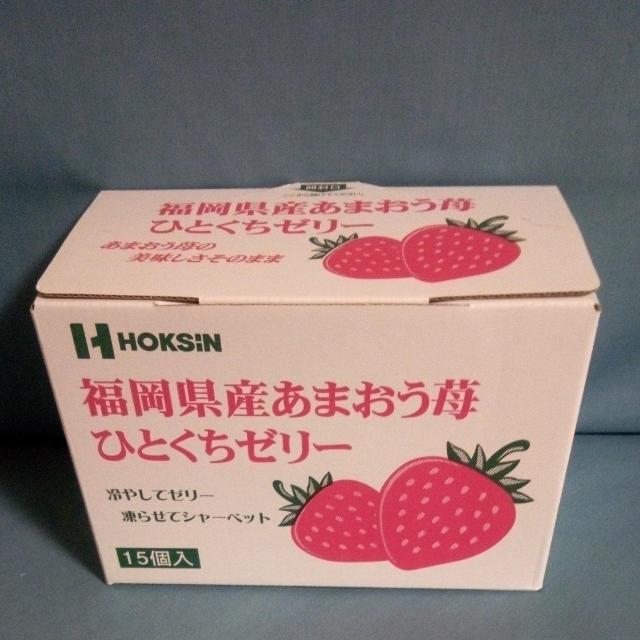 開封口
福岡県産あまおう苺
ひとくちゼリー
あまおう苺の
美味しさそのまま
HOKSiN
福岡県産あまおう苺
ひとくちゼリー
冷やしてゼリー
凍らせてシャーベット
15個入